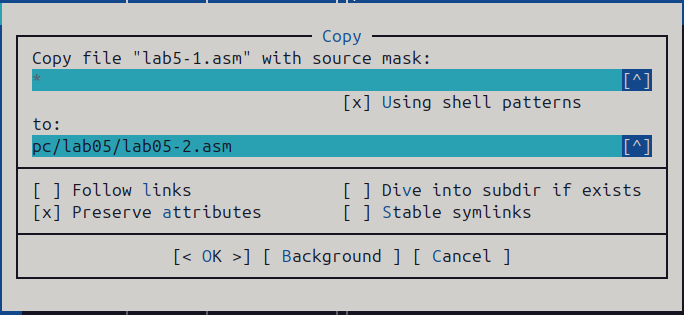 Copy
Copy file "lab5-1.asm" with source mask:
* [^]
[x] Using shell patterns
to:
pc/lab05/lab05-2.asm [^]
[ ] Follow links [ ] Dive into subdir if exists
[x] Preserve attributes [ ] Stable symlinks
[< OK >] [ Background ] [ Cancel ]